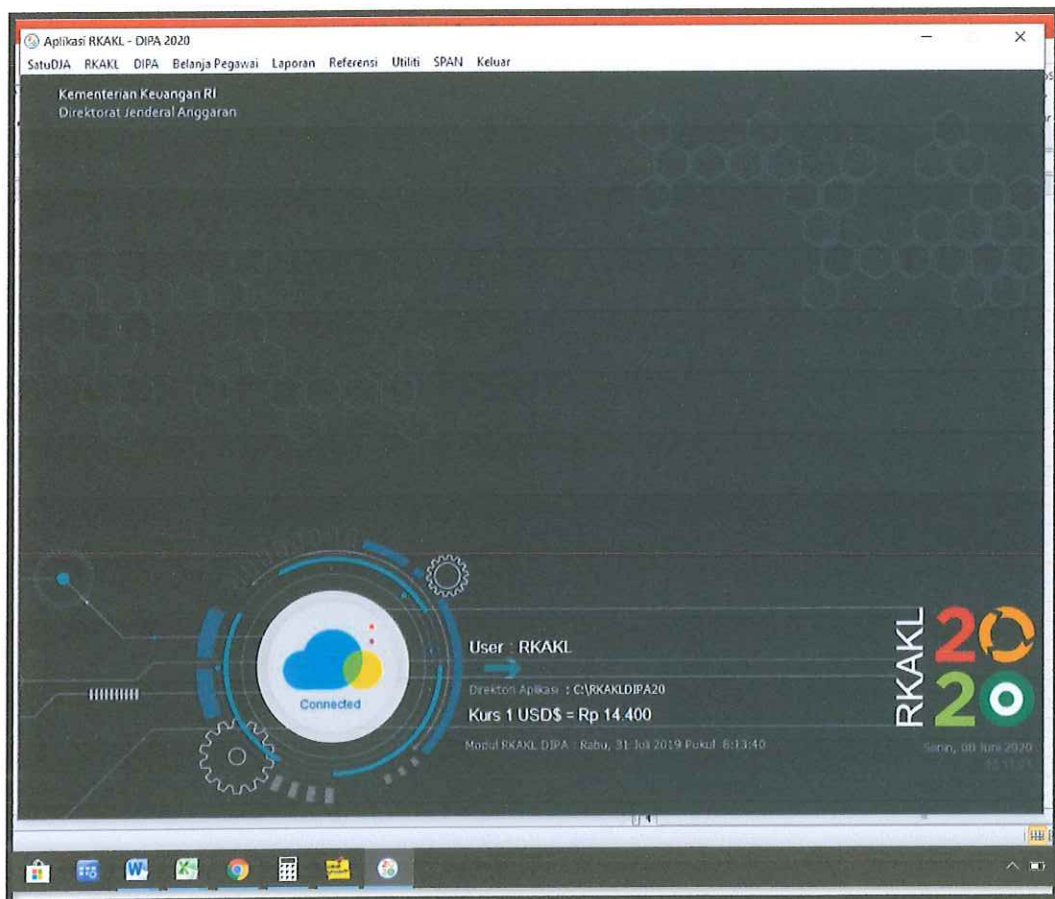 Aplikasi RKAKL - DIPA 2020
SatuDJA RKAKL DIPA Belanja Pegawai Laporan Referensi Utiliti SPAN Keluar
Kementerian Keuangan RI
Direktorat Jenderal Anggaran
Connected
User : RKAKL
Direktori Aplikasi : C:\RKAKLDIPA20
Kurs 1 USD$ = Rp 14.400
Modul RKAKL DIPA : Rabu, 31 Juli 2019 Pukul 6:13:40
RKAKL
20
20
Senin, 08 Juni 2020